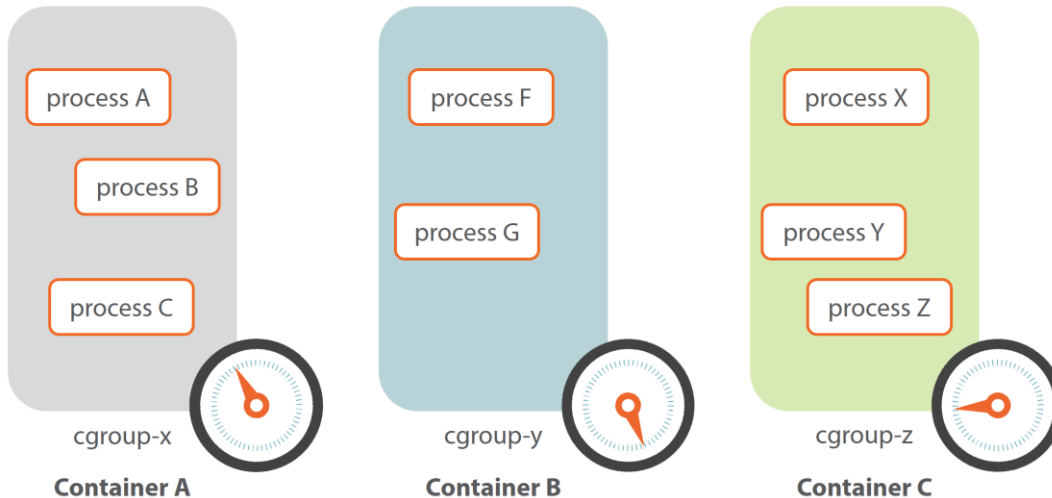 process A
process B
process C
cgroup-x
Container A
process F
process G
cgroup-y
Container B
process X
process Y
process Z
cgroup-z
Container C